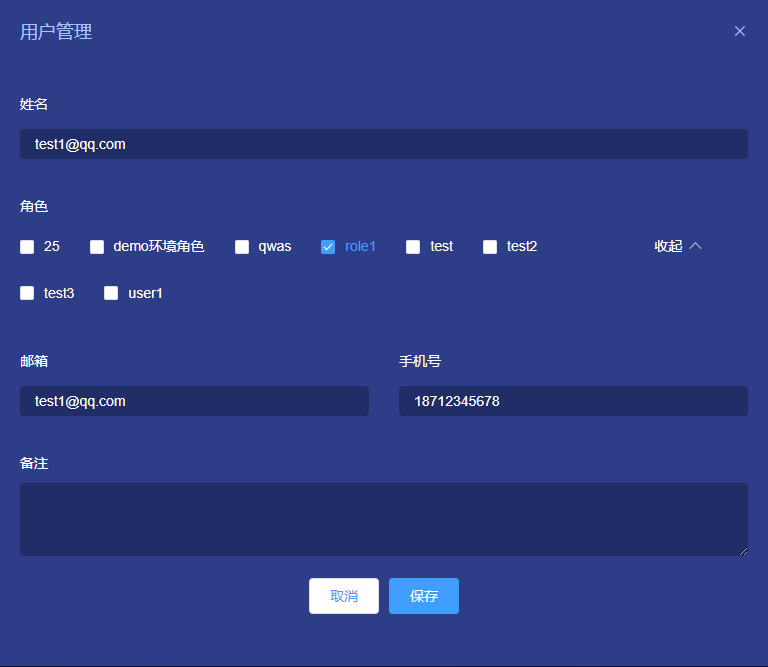 用户管理
姓名
test1@qq.com
角色
25 demo环境角色 qwas role1 test test2 收起
test3 user1
邮箱 手机号
test1@qq.com 18712345678
备注
取消 保存